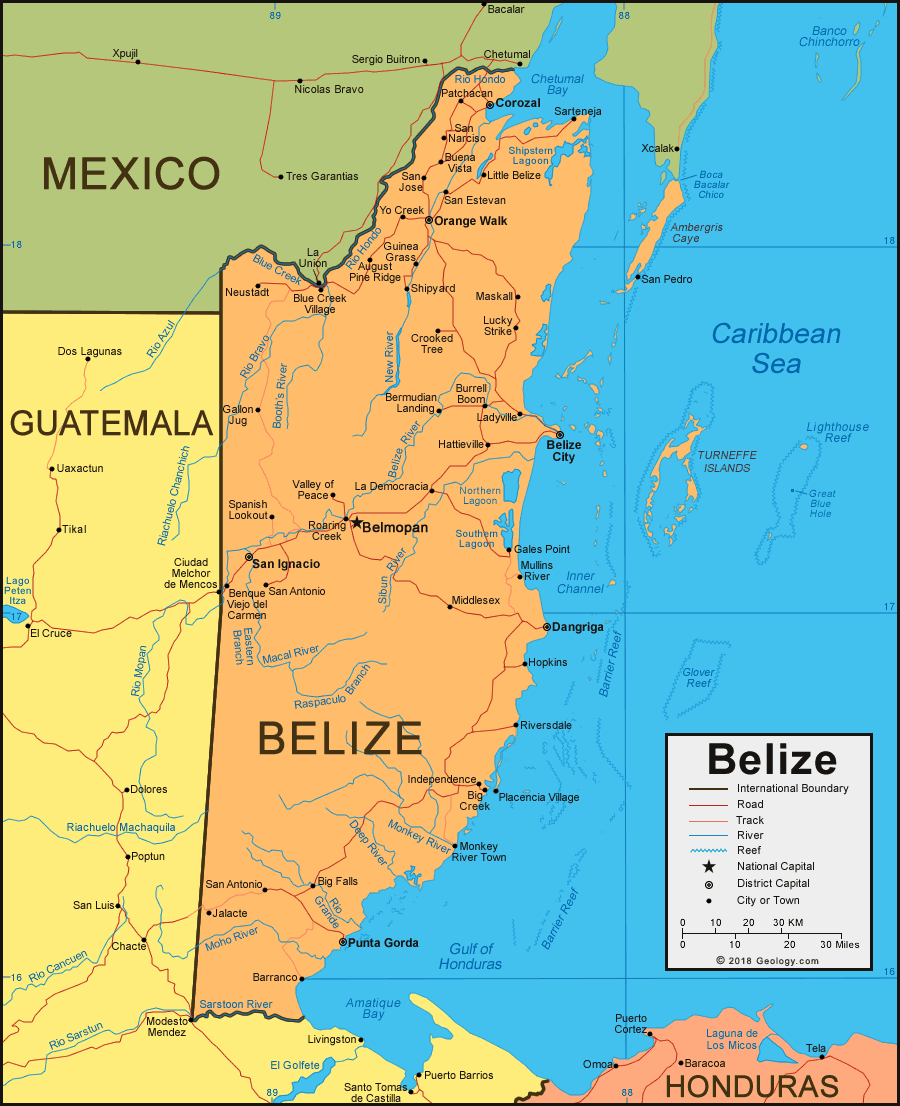 89
88
Bacalar
Banco
Chinchorro
Xpujil
Sergio Buitron
Chetumal
Nicolas Bravo
Rio Hondo
Chetumal
Bay
Patchacan
Corozal
Sarteneja
San
Narciso
MEXICO
Shipstern
Lagoon
Xcalak
Buena
Vista
Tres Garantias
San
Jose
Little Belize
Boca
Bacalar
Chico
San Estevan
Yo Creek
Orange Walk
Ambergris
Caye
18
18
La
Union
Rio Hondo
Guinea
Grass
Blue Creek
August
Pine Ridge
San Pedro
Neustadt
Blue Creek
Village
Shipyard
Maskall
Rio Azul
Lucky
Strike
Caribbean
Sea
Crooked
Tree
Dos Lagunas
Rio Bravo
New River
Booth's River
Burrell
Boom
Bermudian
Landing
GUATEMALA
Gallon
Jug
Ladyville
Lighthouse
Reef
Belize River
Hattieville
Belize
City
TURNEFFE
ISLANDS
Uaxactun
Riachuelo Chanchich
Valley of
Peace
La Democracia
Northern
Lagoon
Great
Blue
Hole
Spanish
Lookout
Tikal
Roaring
Creek
Belmopan
Southern
Lagoon
Gales Point
Ciudad
Melchor
de Mencos
San Ignacio
Mullins
River
Lago
Peten
Itza
Sibun River
Inner
Channel
San Antonio
Benque
Viejo del
Carmen
Middlesex
17
17
El Cruce
Dangriga
Eastern
Branch
Macal River
Barrier Reef
Hopkins
Rio Mopan
Raspaculo Branch
Glover
Reef
BELIZE
Riversdale
Independence
Big
Creek
Placencia Village
Dolores
Riachuelo Machaquila
Deep River
Monkey River
Monkey
River Town
Poptun
San Antonio
Big Falls
San Luis
Jalacte
Rio
Grande
Barrier Reef
Chacte
Moho River
Punta Gorda
Gulf of
Honduras
Rio Cancuen
Barranco
16
16
Sarstoon River
Amatique
Bay
Modesto
Mendez
Rio Sarstun
Livingston
Puerto
Cortez
Laguna de
Los Micos
Tela
El Golfete
Omoa
Baracoa
Puerto Barrios
Santo Tomas
de Castilla
HONDURAS
89
88
Belize
International Boundary
Road
Track
River
Reef
National Capital
District Capital
City or Town
0 10 20 30 KM
0 10 20 30 Miles
© 2018 Geology.com